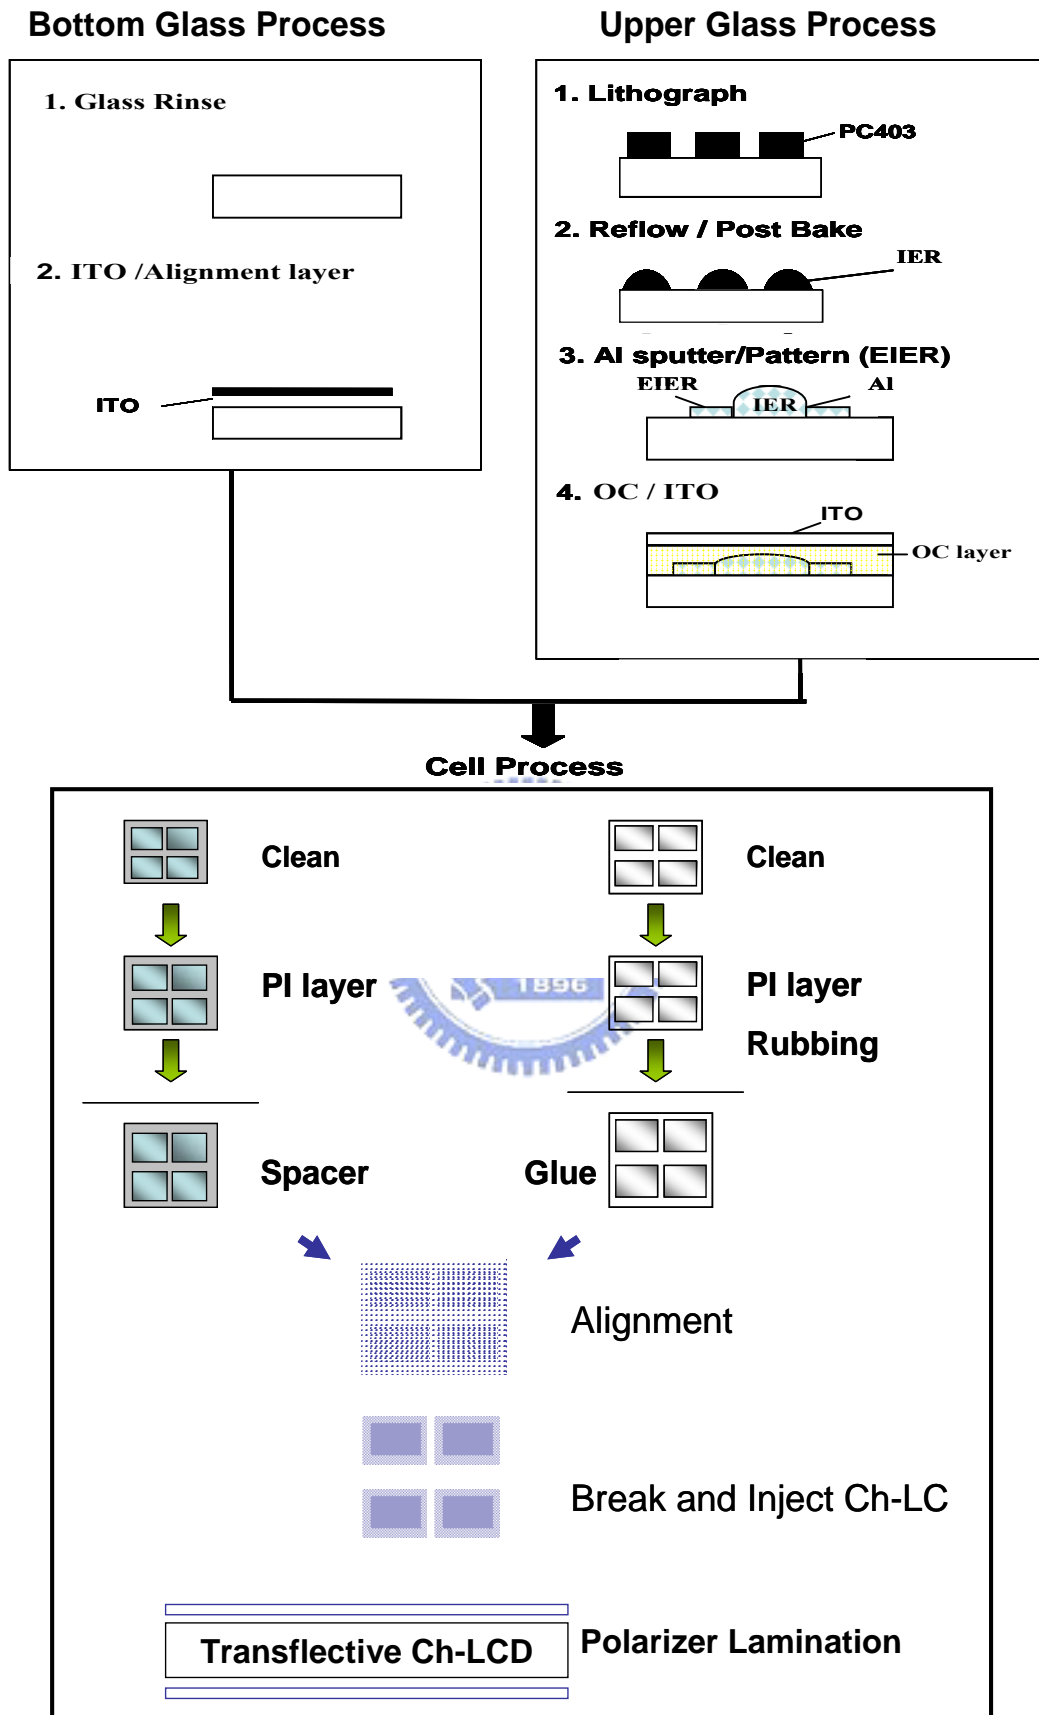 Bottom Glass Process
1. Glass Rinse
2. ITO /Alignment layer
ITO
Upper Glass Process
1. Lithograph
PC403
2. Reflow / Post Bake
IER
3. Al sputter/Pattern (EIER)
EIER
IER
Al
4. OC / ITO
ITO
OC layer
Cell Process
Clean
Clean
PI layer
1896
PI layer
Rubbing
Spacer
Glue
Alignment
Break and Inject Ch-LC
Transflective Ch-LCD
Polarizer Lamination